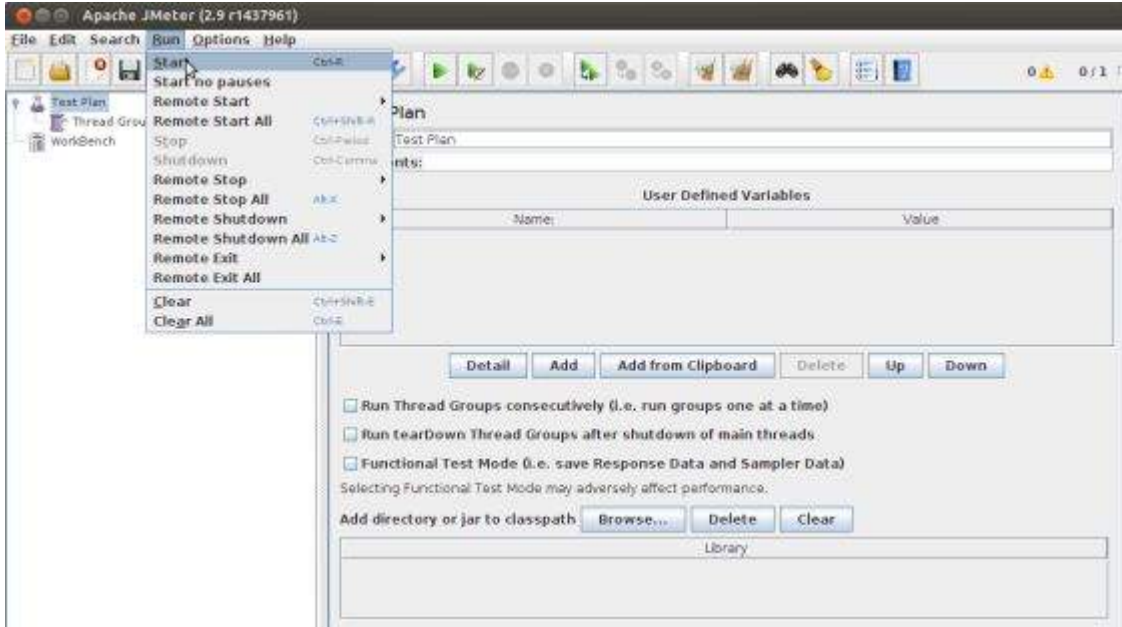 Apache JMeter (2.9 r1437961)
File Edit Search Run Options Help
0 0/1
Start Ctrl-R
Start no pauses
Remote Start
Remote Start All Ctrl+Shift-R
Stop Ctrl-Period
Shutdown Ctrl-Comma
Remote Stop
Remote Stop All Alt-X
Remote Shutdown
Remote Shutdown All Alt-Z
Remote Exit
Remote Exit All
Clear Ctrl+Shift-E
Clear All Ctrl-E
Test Plan
Thread Grou
WorkBench
Plan
Test Plan
nts:
User Defined Variables
Name: Value
Detail Add Add from Clipboard Delete Up Down
Run Thread Groups consecutively (i.e. run groups one at a time)
Run tearDown Thread Groups after shutdown of main threads
Functional Test Mode (i.e. save Response Data and Sampler Data)
Selecting Functional Test Mode may adversely affect performance.
Add directory or jar to classpath Browse... Delete Clear
Library